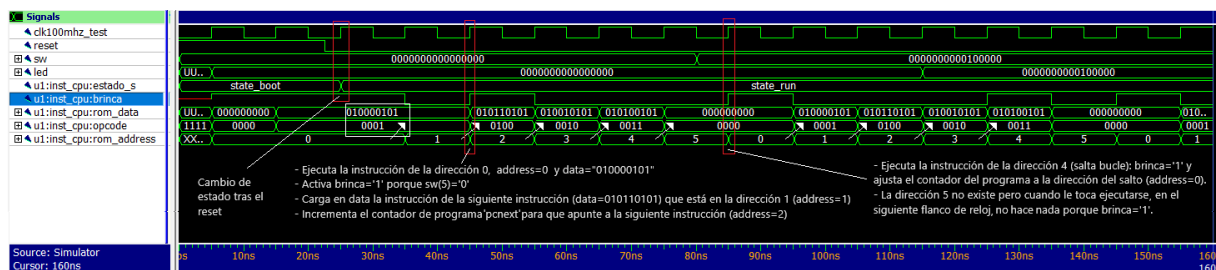 Signals
clk100mhz_test
reset
sw 0000000000000000 0000000000100000
led UU.. 0000000000000000 0000000000100000
u1:inst_cpu:estado_s state_boot state_run
u1:inst_cpu:brinca
u1:inst_cpu:rom_data UU.. 000000000 010000101 010110101 010010101 010100101 000000000 010000101 010110101 010010101 010100101 000000000 010..
u1:inst_cpu:opcode 1111 0000 0001 0100 0010 0011 0000 0001 0100 0010 0011 0000 0001
u1:inst_cpu:rom_address XX.. 0 1 2 3 4 5 0 1 2 3 4 5 0 1
Cambio de
estado tras el
reset
- Ejecuta la instrucción de la dirección 0, address=0 y data="010000101"
- Activa brinca='1' porque sw(5)='0'
- Carga en data la instrucción de la siguiente instrucción (data=010110101) que está en la dirección 1 (address=1)
- Incrementa el contador de programa'pcnext'para que apunte a la siguiente instrucción (address=2)
- Ejecuta la instrucción de la dirección 4 (salta bucle); brinca='1' y
ajusta el contador del programa a la dirección del salto (address=0).
- La dirección 5 no existe pero cuando le toca ejecutarse, en el
siguiente flanco de reloj, no hace nada porque brinca='1'.
Source: Simulator
Cursor: 160ns
ps 10ns 20ns 30ns 40ns 50ns 60ns 70ns 80ns 90ns 100ns 110ns 120ns 130ns 140ns 150ns 160
160